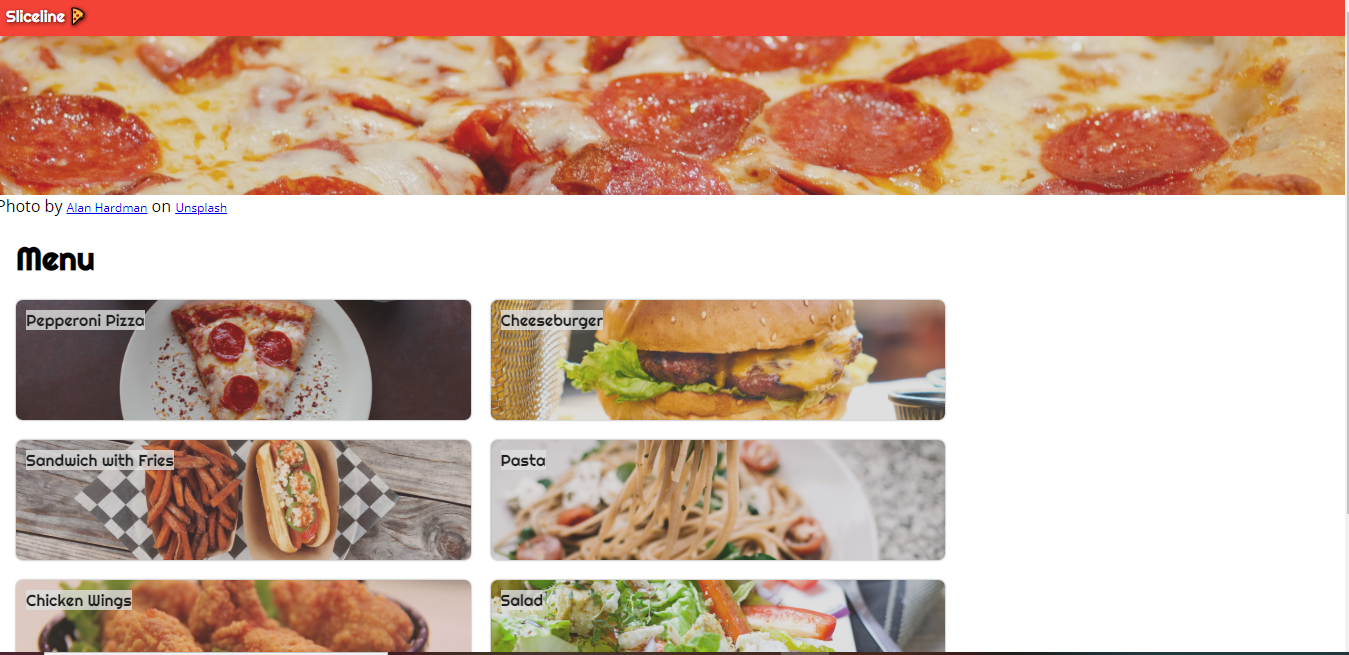 Sliceline
Photo by Alan Hardman on Unsplash
Menu
Pepperoni Pizza
Cheeseburger
Sandwich with Fries
Pasta
Chicken Wings
Salad